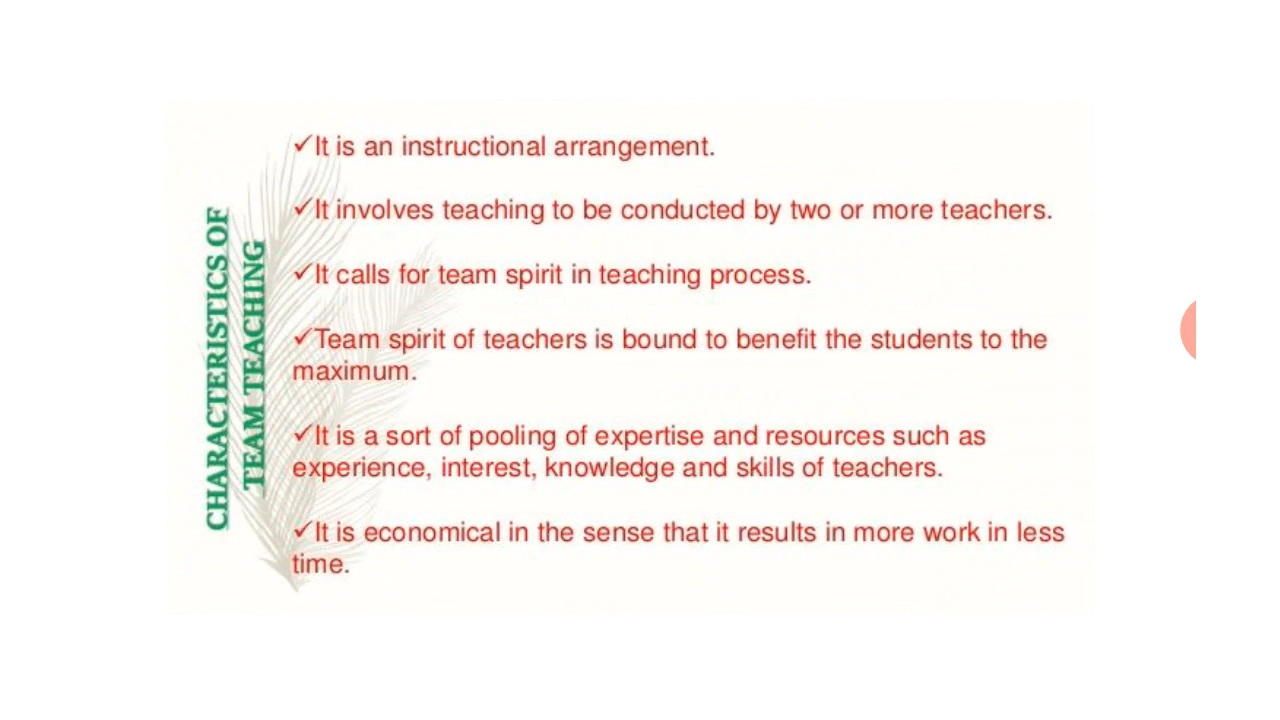 CHARACTERISTICS OF
TEAM TEACHING
✓It is an instructional arrangement.
✓It involves teaching to be conducted by two or more teachers.
✓It calls for team spirit in teaching process.
✓Team spirit of teachers is bound to benefit the students to the
maximum.
✓It is a sort of pooling of expertise and resources such as
experience, interest, knowledge and skills of teachers.
✓It is economical in the sense that it results in more work in less
time.